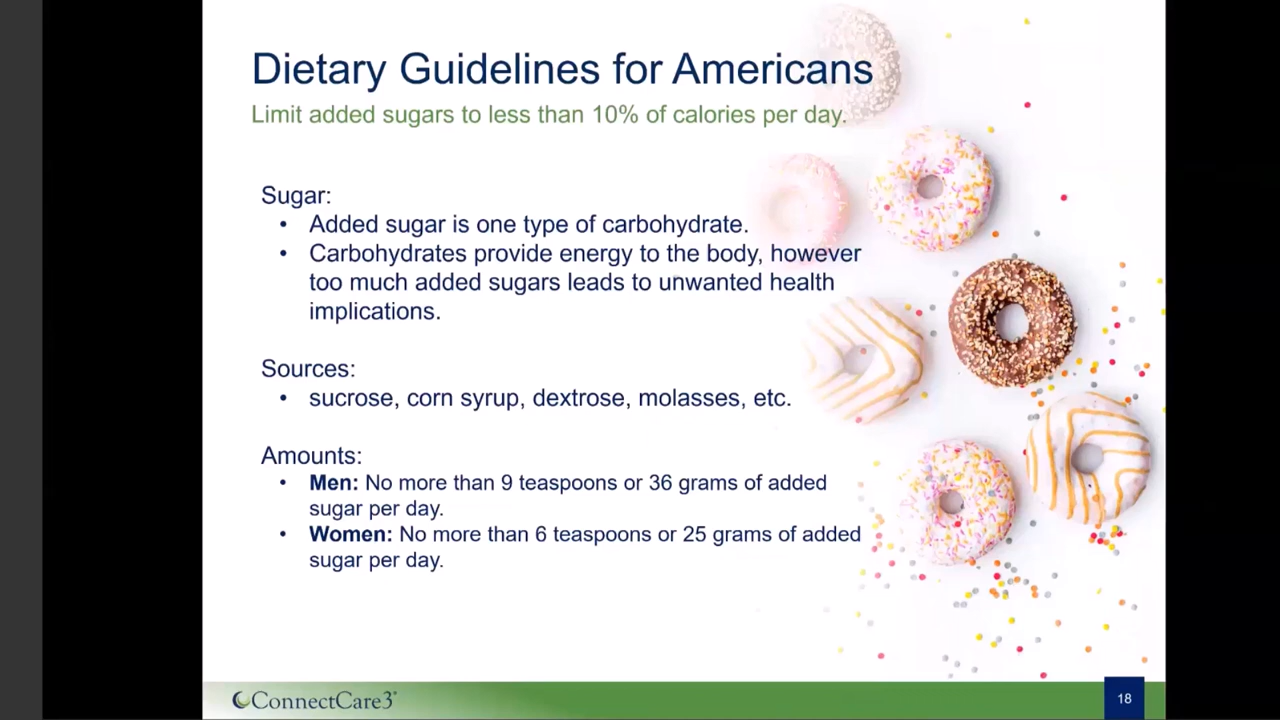 Dietary Guidelines for Americans
Limit added sugars to less than 10% of calories per day.
Sugar:
• Added sugar is one type of carbohydrate.
• Carbohydrates provide energy to the body, however
too much added sugars leads to unwanted health
implications.
Sources:
• sucrose, corn syrup, dextrose, molasses, etc.
Amounts:
• Men: No more than 9 teaspoons or 36 grams of added
sugar per day.
• Women: No more than 6 teaspoons or 25 grams of added
sugar per day.
ConnectCare3®
18